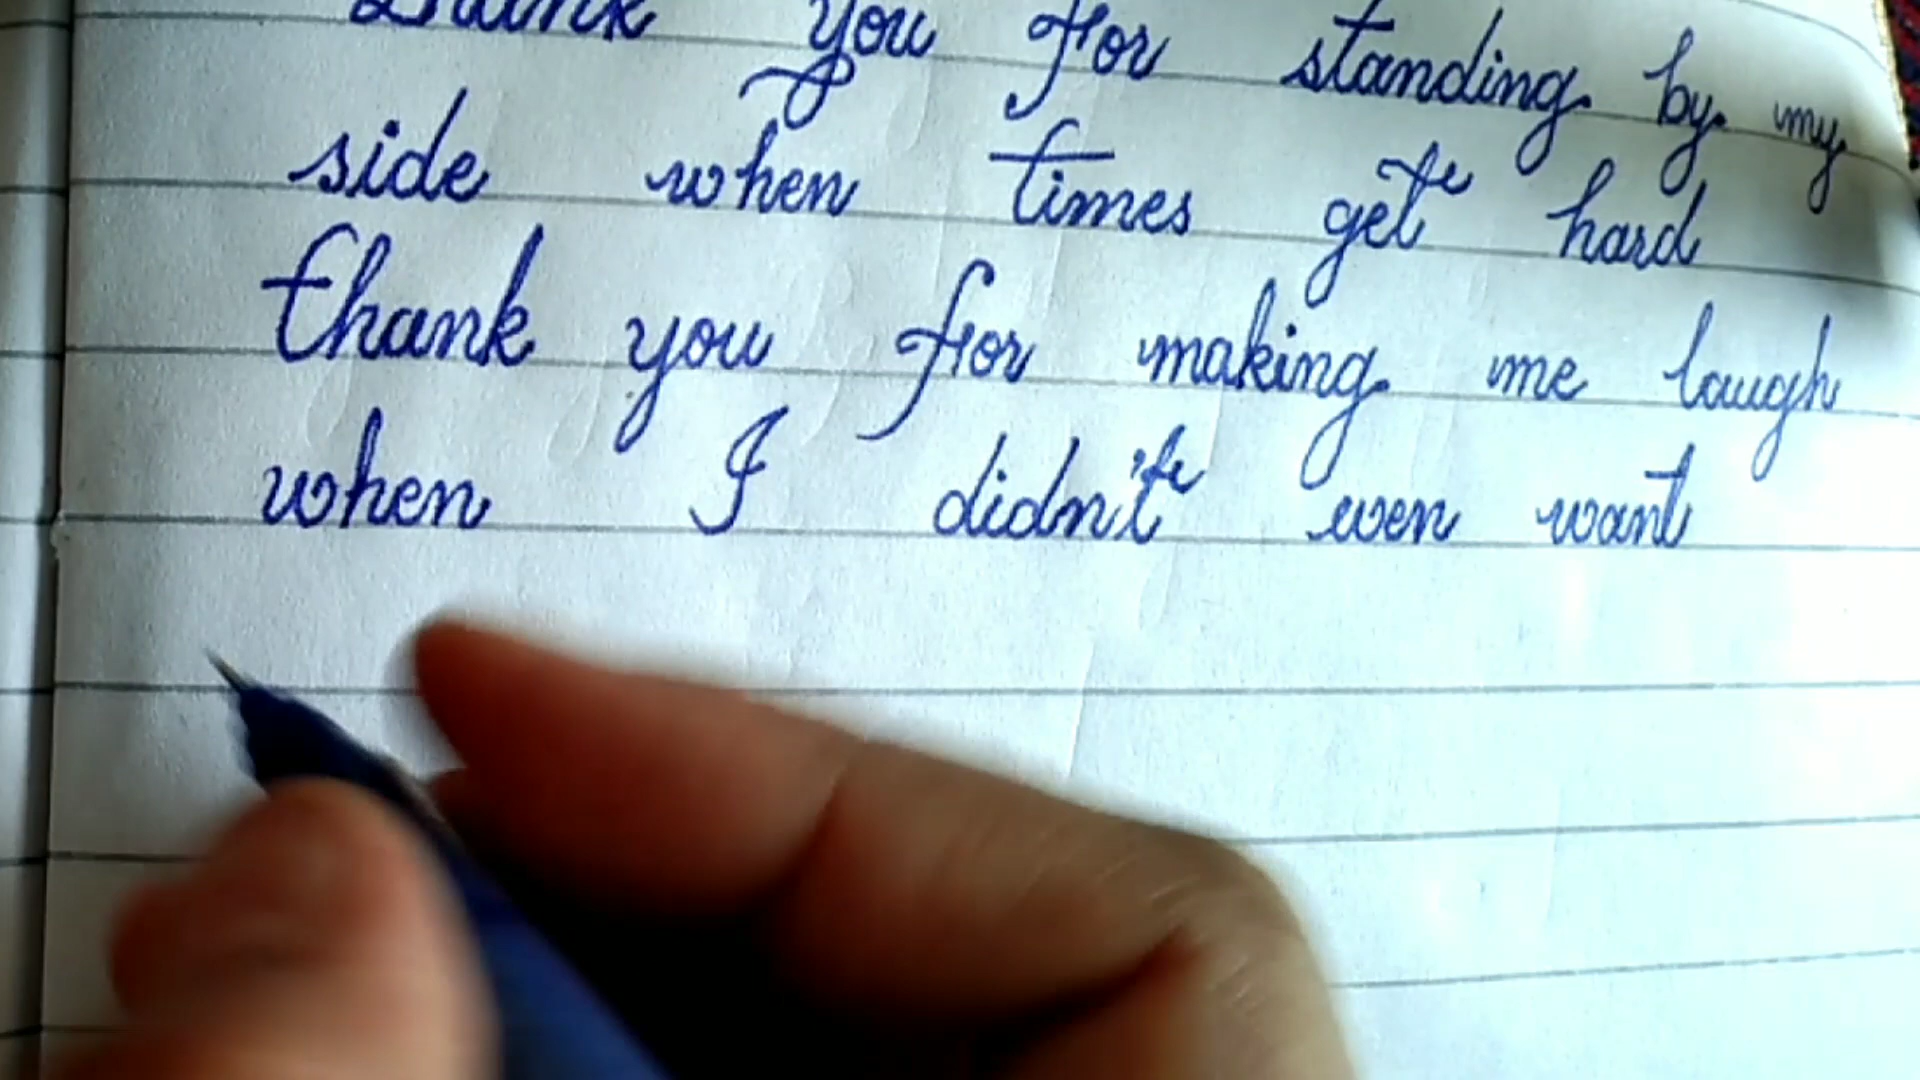 Thank you for standing by my
side when times get hard
Thank you for making me laugh
when I didn't even want